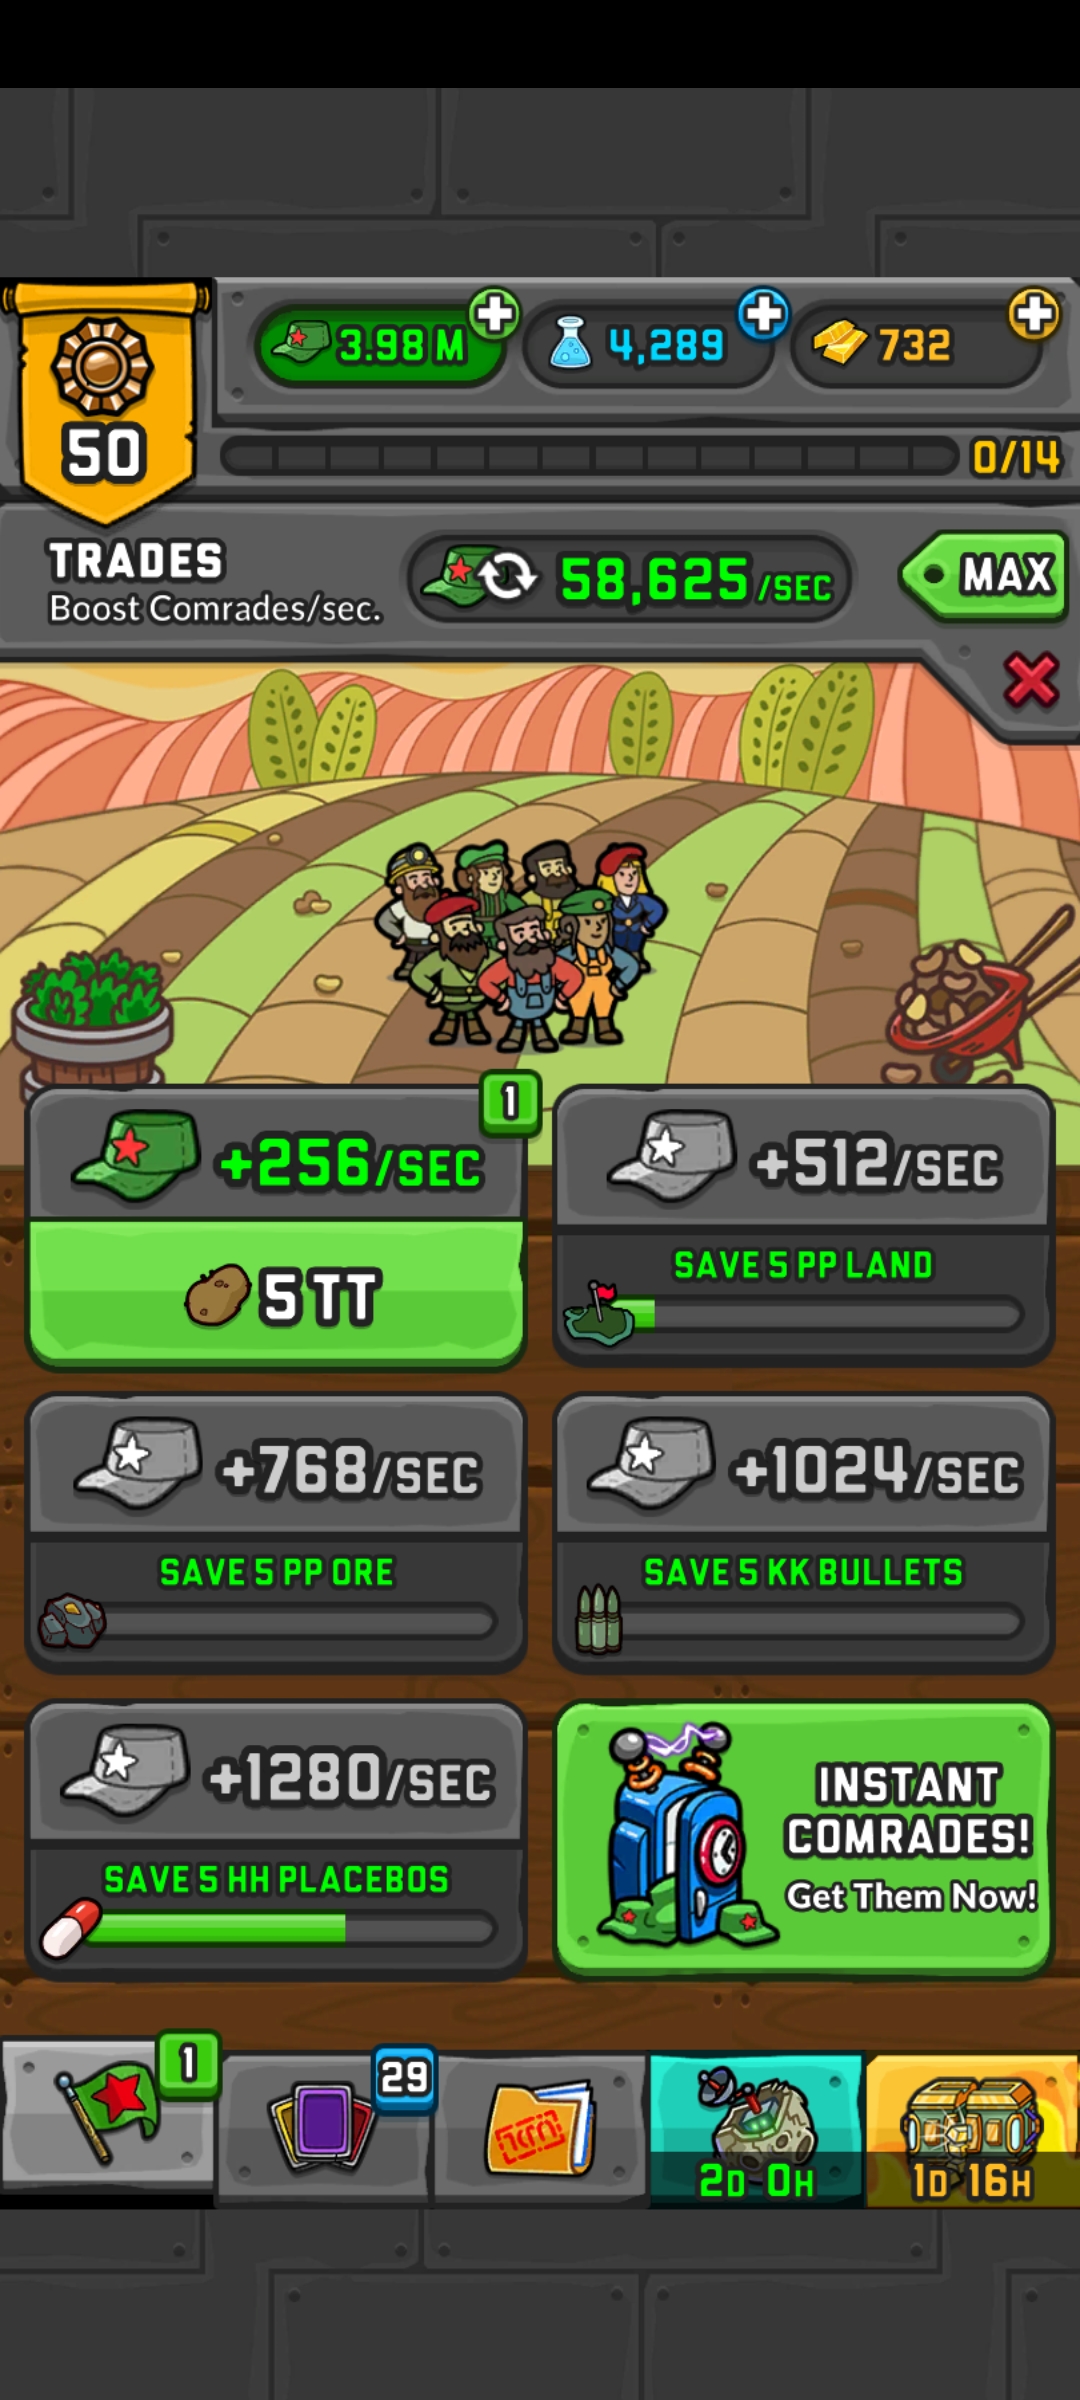 3.98 M
4,289
732
50
0/14
TRADES
Boost Comrades/sec.
58,625/SEC
MAX
1
+256/SEC
5 TT
+512/SEC
SAVE 5 PP LAND
+768/SEC
SAVE 5 PP ORE
+1024/SEC
SAVE 5 KK BULLETS
+1280/SEC
SAVE 5 HH PLACEBOS
INSTANT
COMRADES!
Get Them Now!
1
29
2D 0H
1D 16H